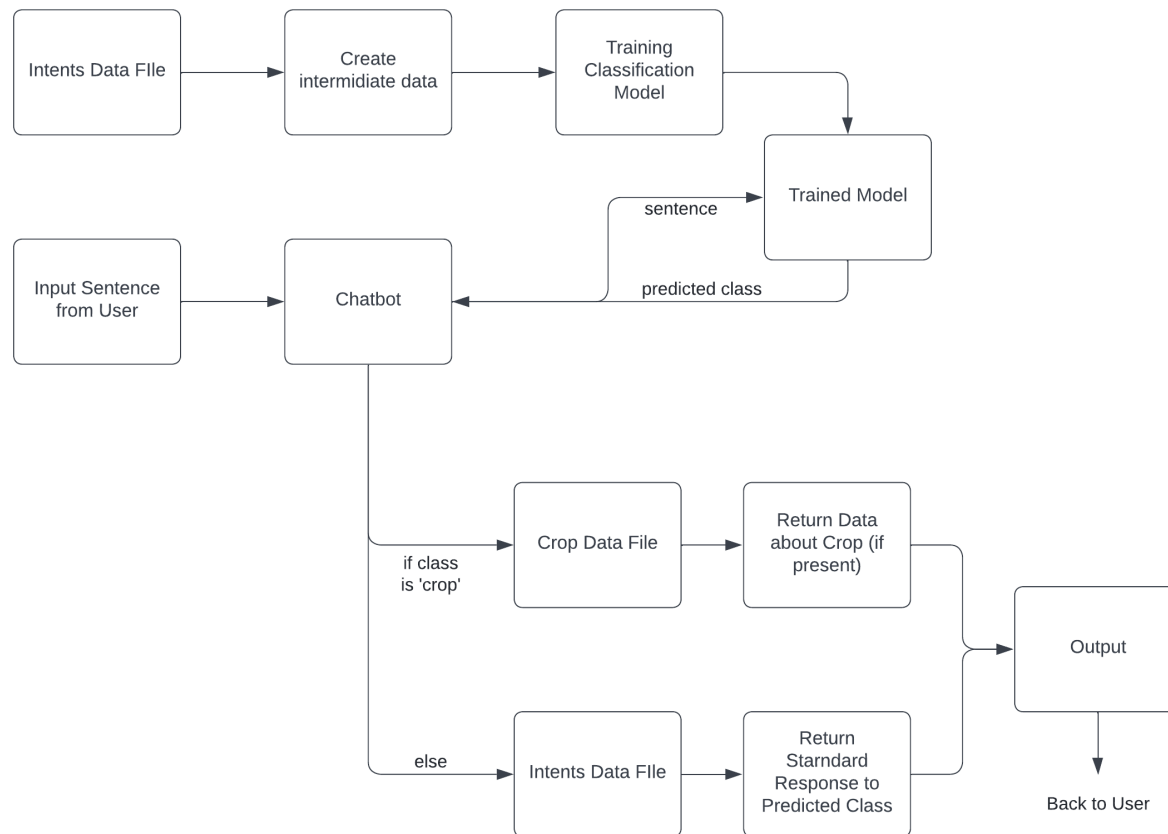 Intents Data FIle
Create
intermidiate data
Training
Classification
Model
Trained Model
sentence
predicted class
Input Sentence
from User
Chatbot
if class
is 'crop'
Crop Data File
Return Data
about Crop (if
present)
Output
else
Intents Data FIle
Return
Starndard
Response to
Predicted Class
Back to User